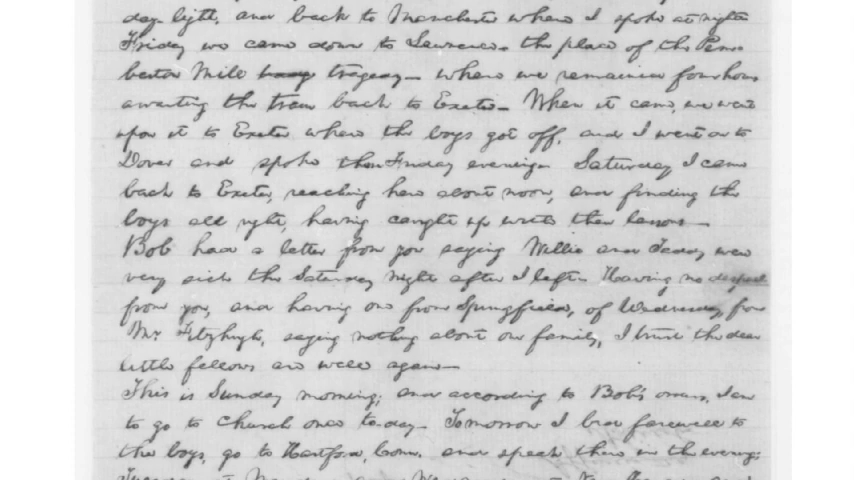 day-light, and back to Manchester where I spoke at night.
Friday we came down to Lawrence— the place of the Pem-
berton Mill tragedy— where we remained four hours
awaiting the train back to Exeter— When it came, we went
upon it to Exeter where the boys got off, and I went on to
Dover and spoke there Friday evening— Saturday I came
back to Exeter, reaching here about noon, and finding the
boys all right, having caught up with their lessons—
Bob had a letter from you saying Willie and Taddy were
very sick the Saturday night after I left— Having no despatch
from you, and having one from Springfield, of Wednesday, from
Mr Fitzhugh, saying nothing about our family, I trust the dear
little fellows are well again—
This is Sunday morning; and according to Bob's orders, I am
to go to church once to-day— Tomorrow I bid farewell to
the boys, go to Hartford, Conn. and speak there in the evening;